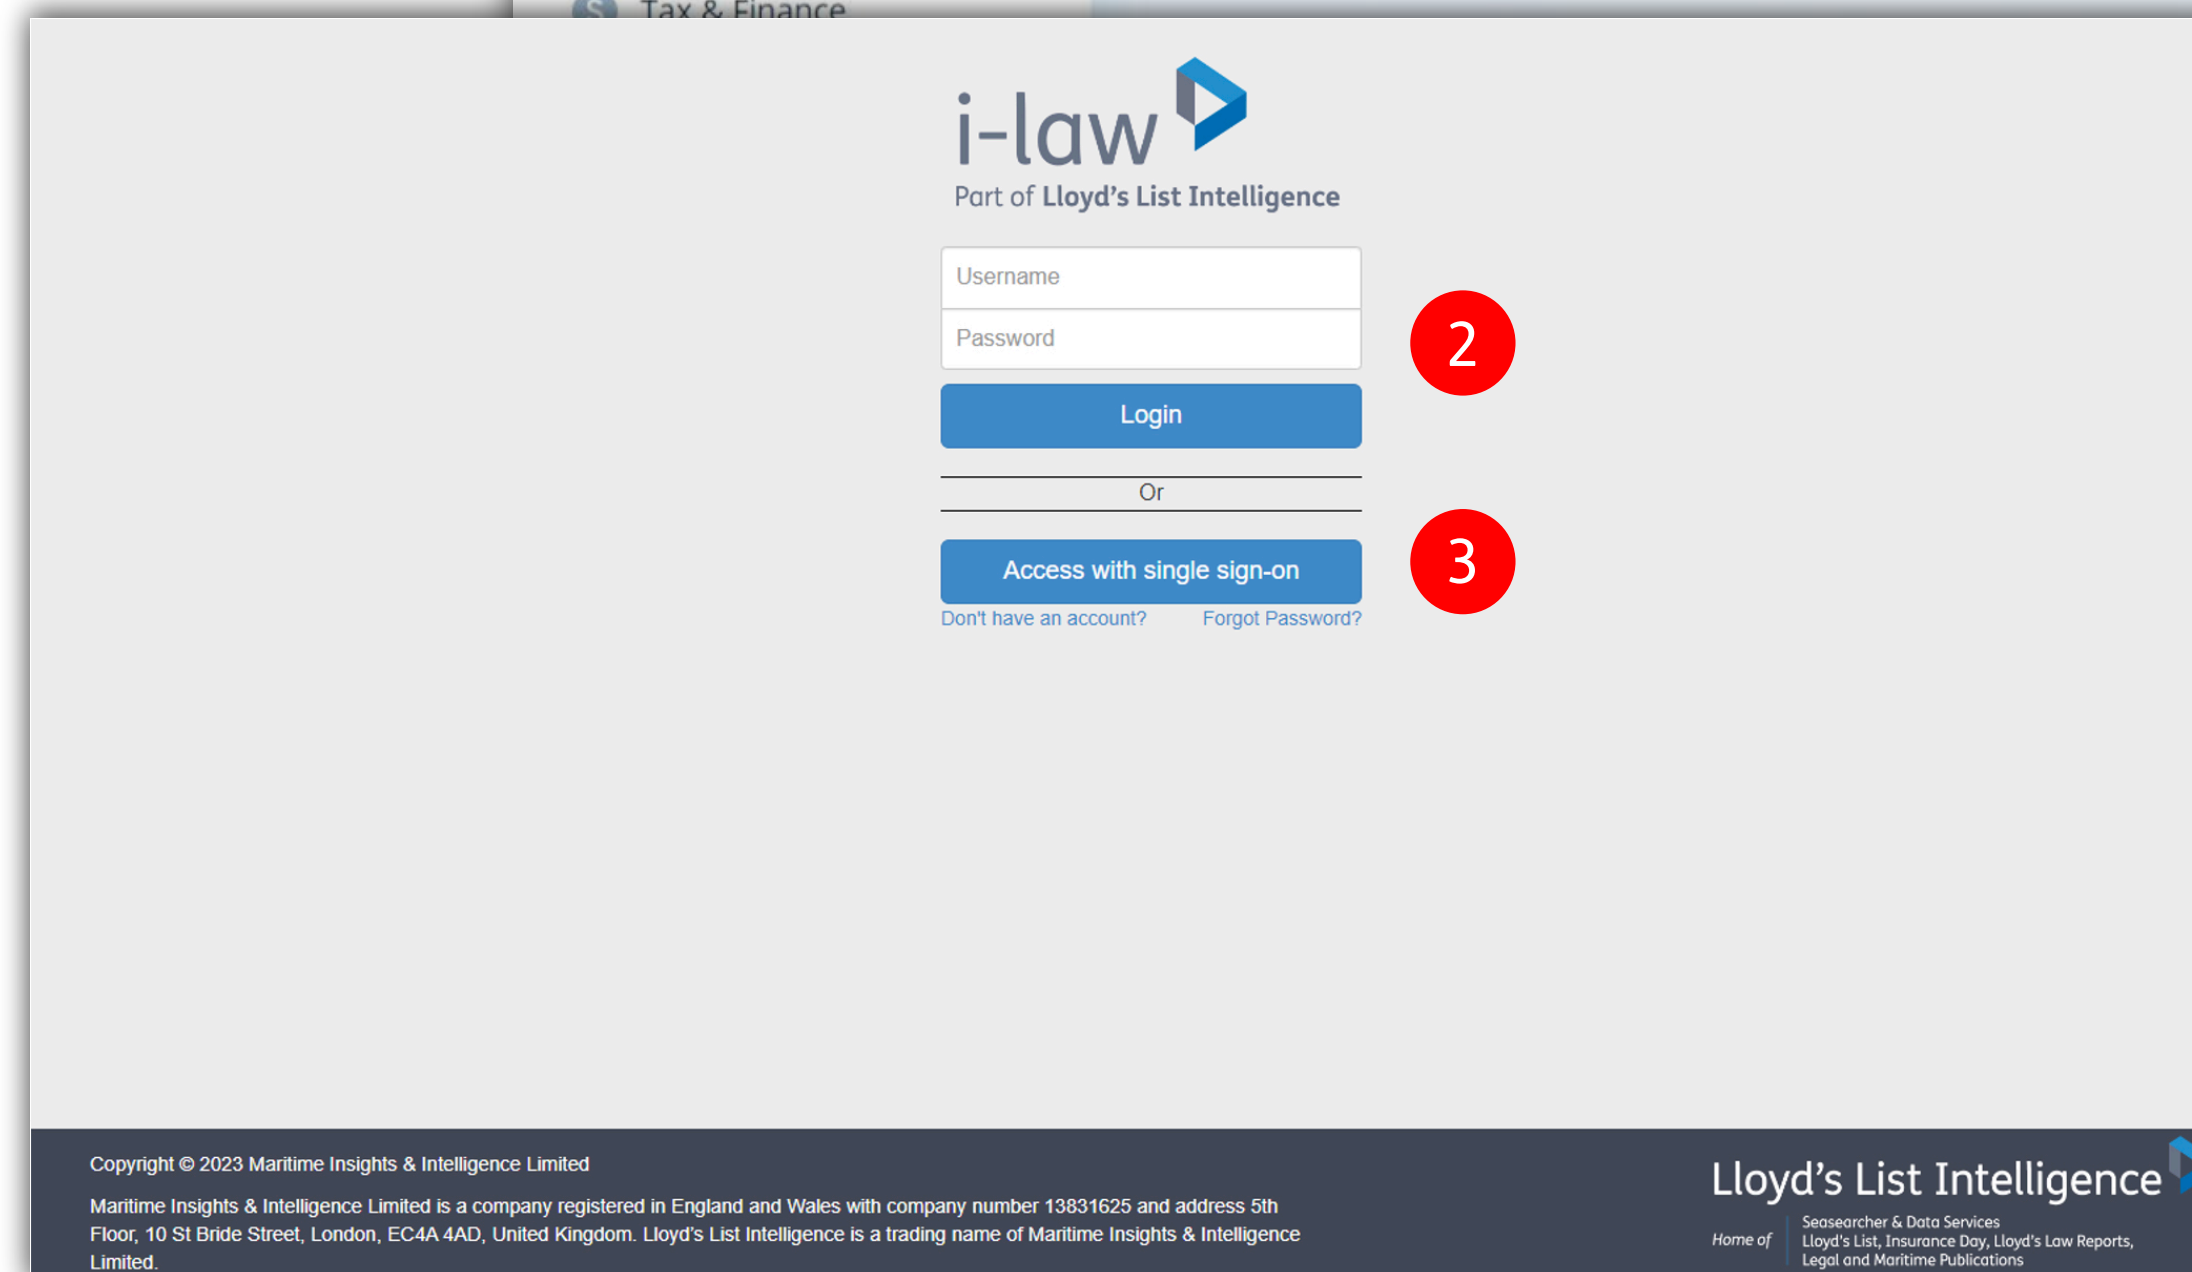 Tax & Finance
i-law
Part of Lloyd's List Intelligence
Username
Password
2
Login
Or
Access with single sign-on
3
Don't have an account? Forgot Password?
Copyright © 2023 Maritime Insights & Intelligence Limited
Maritime Insights & Intelligence Limited is a company registered in England and Wales with company number 13831625 and address 5th
Floor, 10 St Bride Street, London, EC4A 4AD, United Kingdom. Lloyd's List Intelligence is a trading name of Maritime Insights & Intelligence
Limited.
Lloyd's List Intelligence
Home of
Seasearcher & Data Services
Lloyd's List, Insurance Day, Lloyd's Law Reports,
Legal and Maritime Publications